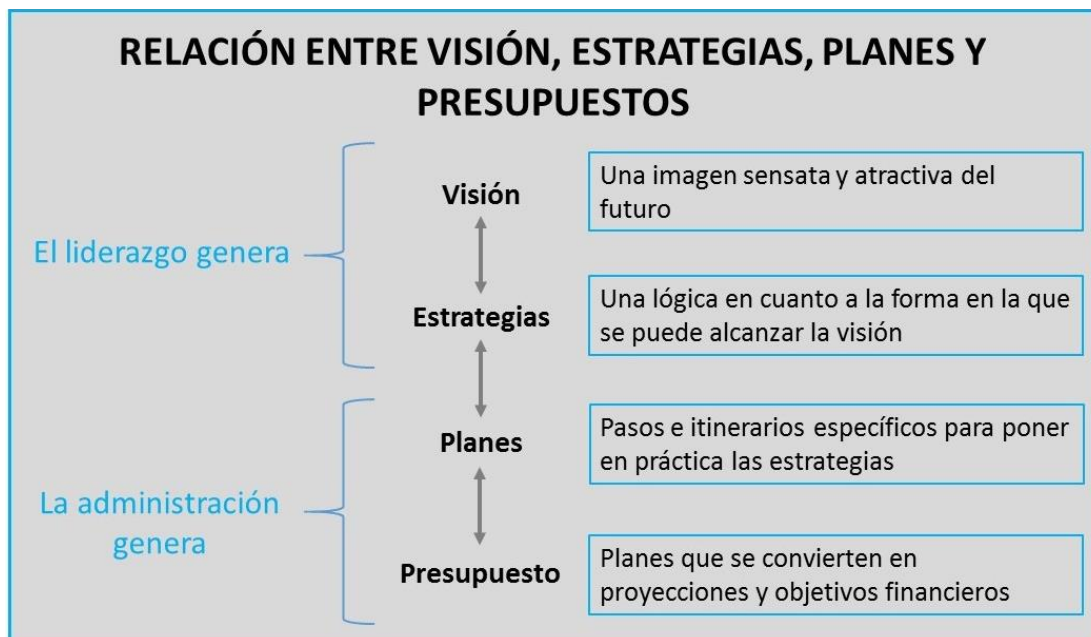 RELACIÓN ENTRE VISIÓN, ESTRATEGIAS, PLANES Y
PRESUPUESTOS
El liderazgo genera
Visión
Una imagen sensata y atractiva del
futuro
Estrategias
Una lógica en cuanto a la forma en la que
se puede alcanzar la visión
La administración
genera
Planes
Pasos e itinerarios específicos para poner
en práctica las estrategias
Presupuesto
Planes que se convierten en
proyecciones y objetivos financieros